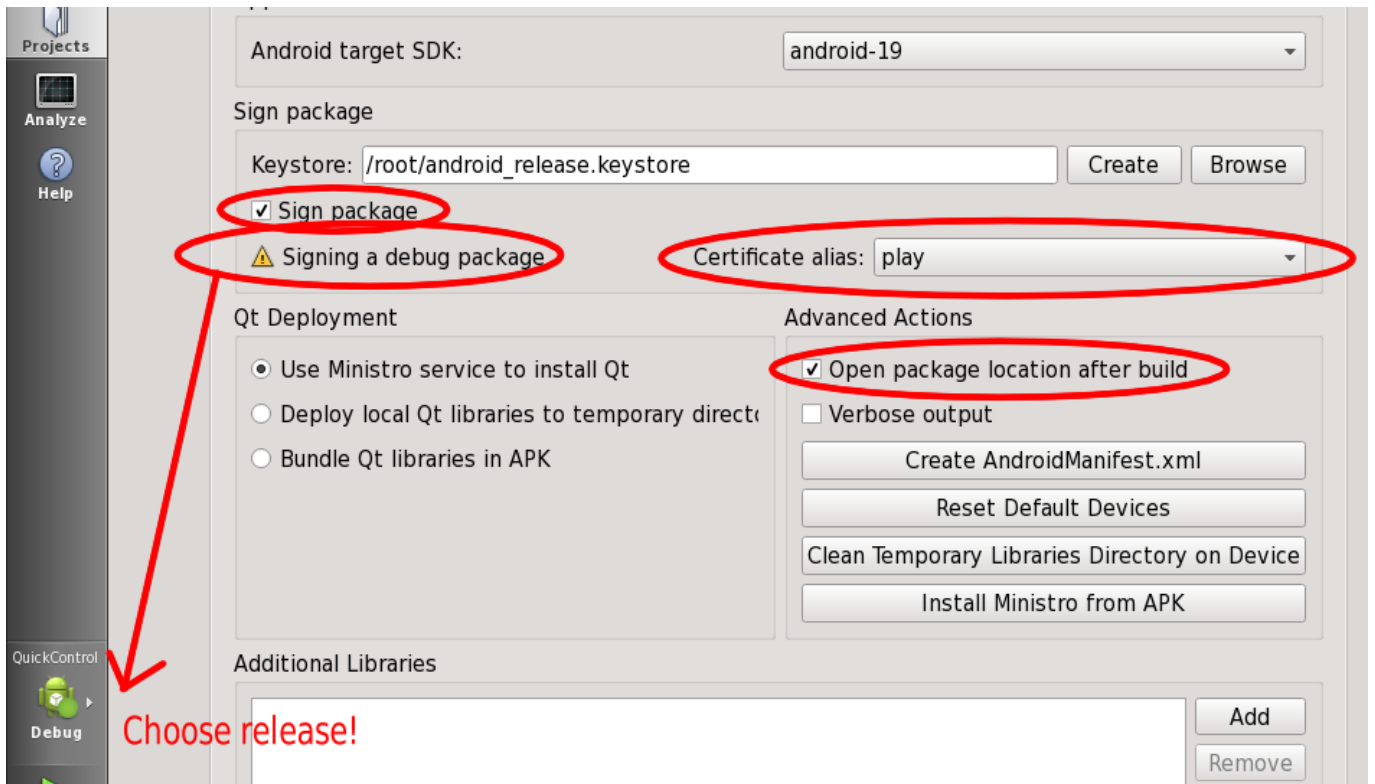 Projects
Analyze
Help
QuickControl
Debug
Android target SDK:
android-19
Sign package
Keystore:
/root/android_release.keystore
Create
Browse
Sign package
Signing a debug package
Certificate alias:
play
Qt Deployment
Use Ministro service to install Qt
Deploy local Qt libraries to temporary directo
Bundle Qt libraries in APK
Advanced Actions
Open package location after build
Verbose output
Create AndroidManifest.xml
Reset Default Devices
Clean Temporary Libraries Directory on Device
Install Ministro from APK
Additional Libraries
Add
Remove
Choose release!